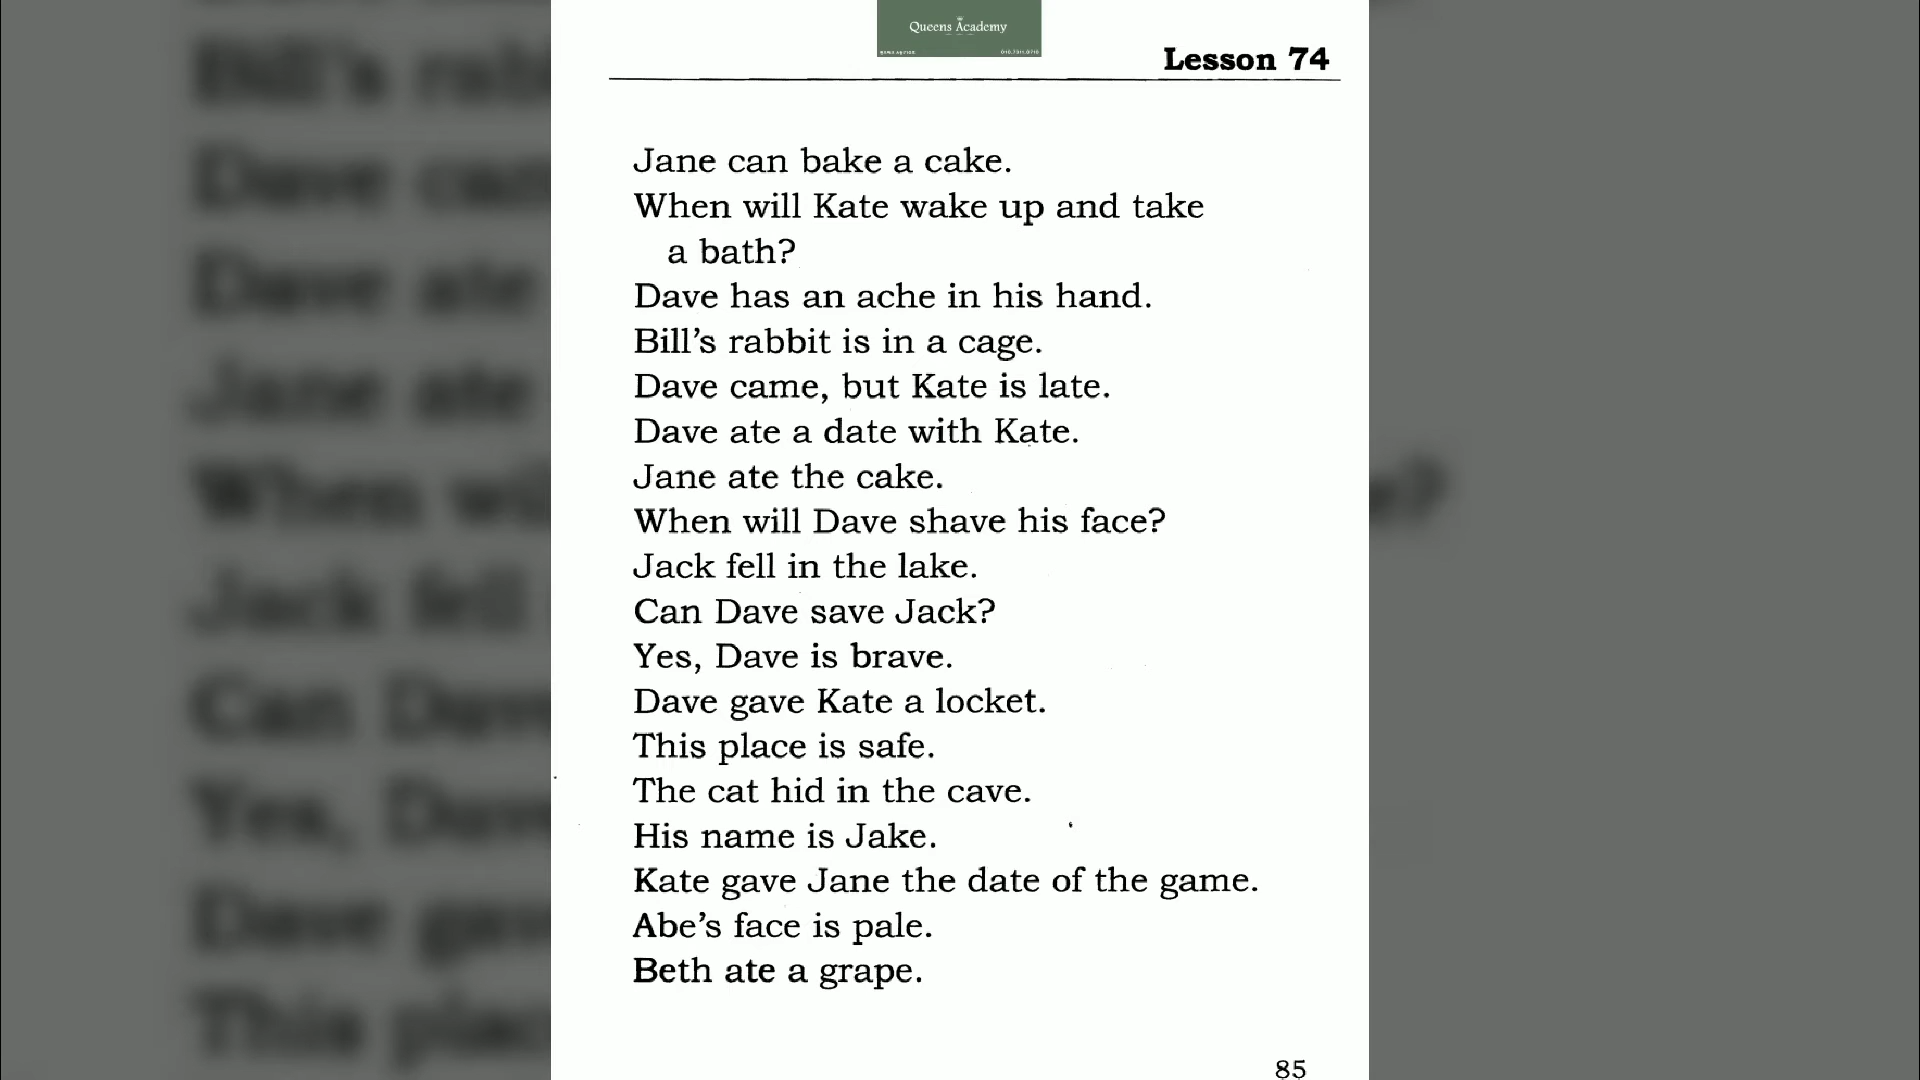 Queens Academy
Lesson 74
Jane can bake a cake.
When will Kate wake up and take
a bath?
Dave has an ache in his hand.
Bill's rabbit is in a cage.
Dave came, but Kate is late.
Dave ate a date with Kate.
Jane ate the cake.
When will Dave shave his face?
Jack fell in the lake.
Can Dave save Jack?
Yes, Dave is brave.
Dave gave Kate a locket.
This place is safe.
The cat hid in the cave.
His name is Jake.
Kate gave Jane the date of the game.
Abe's face is pale.
Beth ate a grape.
85